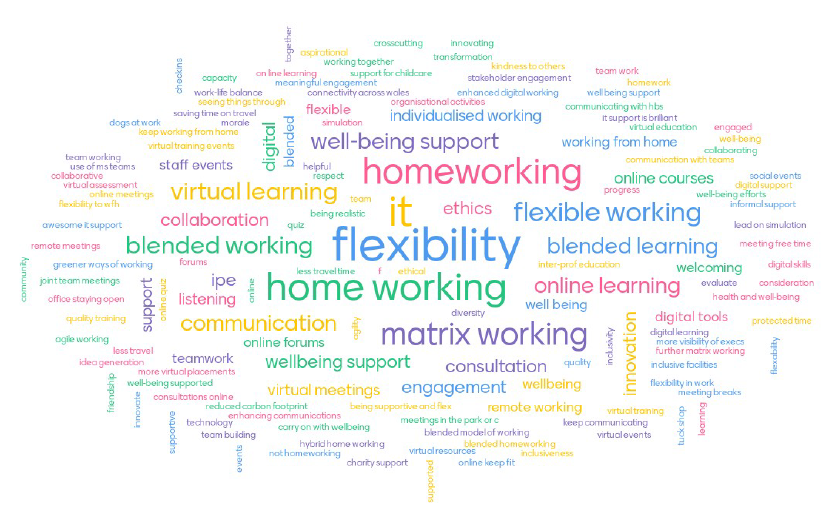 together
crosscutting
innovating
aspirational
working together
transformation
checkins
kindness to others
capacity
online learning
support for childcare
stakeholder engagement
team work
meaningful engagement
homework
work-life balance
connectivity across wales
enhanced digital working
well being support
seeing things through
organisational activities
communicating with hbs
saving time on travel
flexible
individualised working
it support is brilliant
dogs at work
morale
simulation
virtual education
engaged
digital
blended
keep working from home
well-being support
working from home
well-being
virtual training events
collaborating
team working
staff events
helpful
homeworking
communication with teams
use of ms teams
collaborative
respect
online courses
social events
virtual assessment
virtual learning
progress
digital support
online meetings
team
well-being efforts
flexibility to wfh
it
ethics
flexible working
informal support
collaboration
being realistic
awesome it support
quiz
lead on simulation
remote meetings
blended working
flexibility
blended learning
meeting free time
community
greener ways of working
forums
less travel time
f
ethical
inter-prof education
welcoming
digital skills
joint team meetings
support
online quiz
ipe
online
home working
online learning
evaluate
consideration
office staying open
listening
well being
health and well-being
quality training
communication
agility
diversity
innovation
digital tools
protected time
agile working
online forums
matrix working
inclusivity
digital learning
more visibility of execs
flexability
less travel
further matrix working
idea generation
teamwork
wellbeing support
consultation
quality
inclusive facilities
more virtual placements
friendship
well-being supported
virtual meetings
engagement
wellbeing
flexibility in work
innovate
consultations online
meeting breaks
reduced carbon footprint
being supportive and flex
remote working
virtual training
tuck shop
learning
supportive
enhancing communications
technology
carry on with wellbeing
meetings in the park or c
keep communicating
team building
blended model of working
virtual events
events
hybrid home working
blended homeworking
not homeworking
virtual resources
inclusiveness
charity support
supported
online keep fit